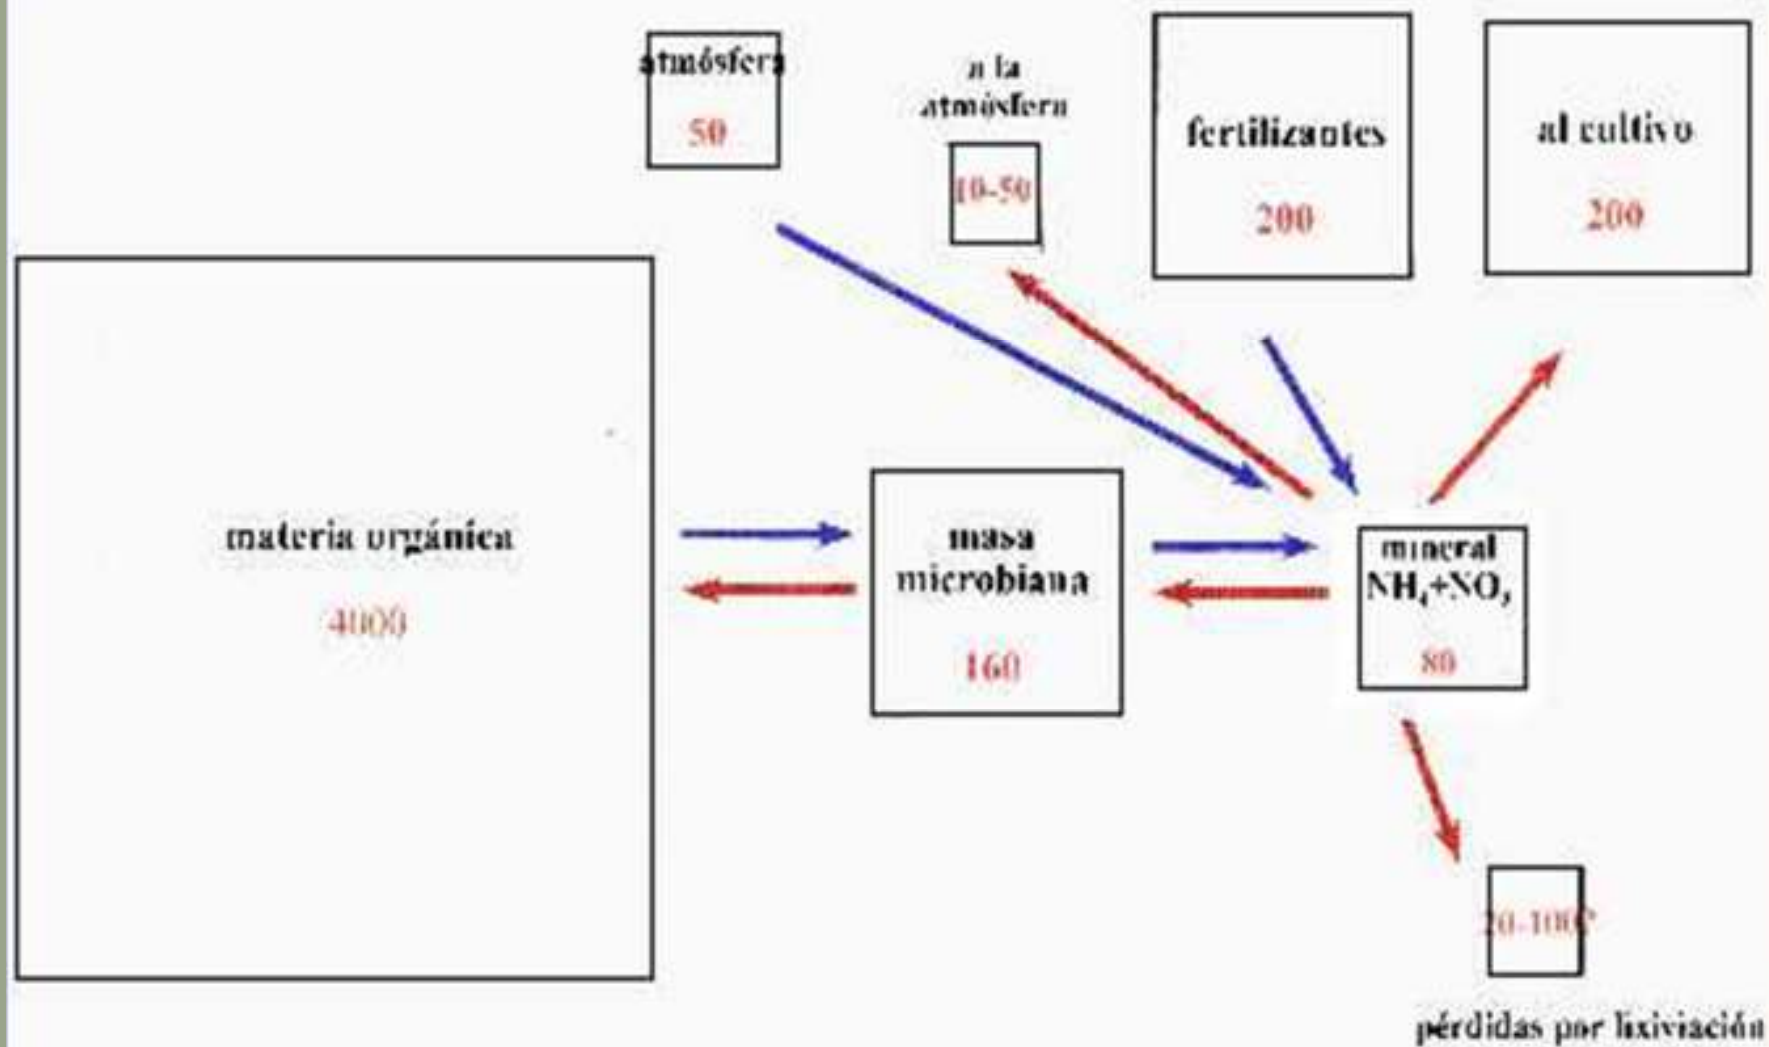 atmósfera
50
a la
atmósfera
10-50
fertilizantes
200
al cultivo
200
materia orgánica
4000
masa
microbiana
160
mineral
NH₄+NO₃
80
20-100?
pérdidas por lixiviación